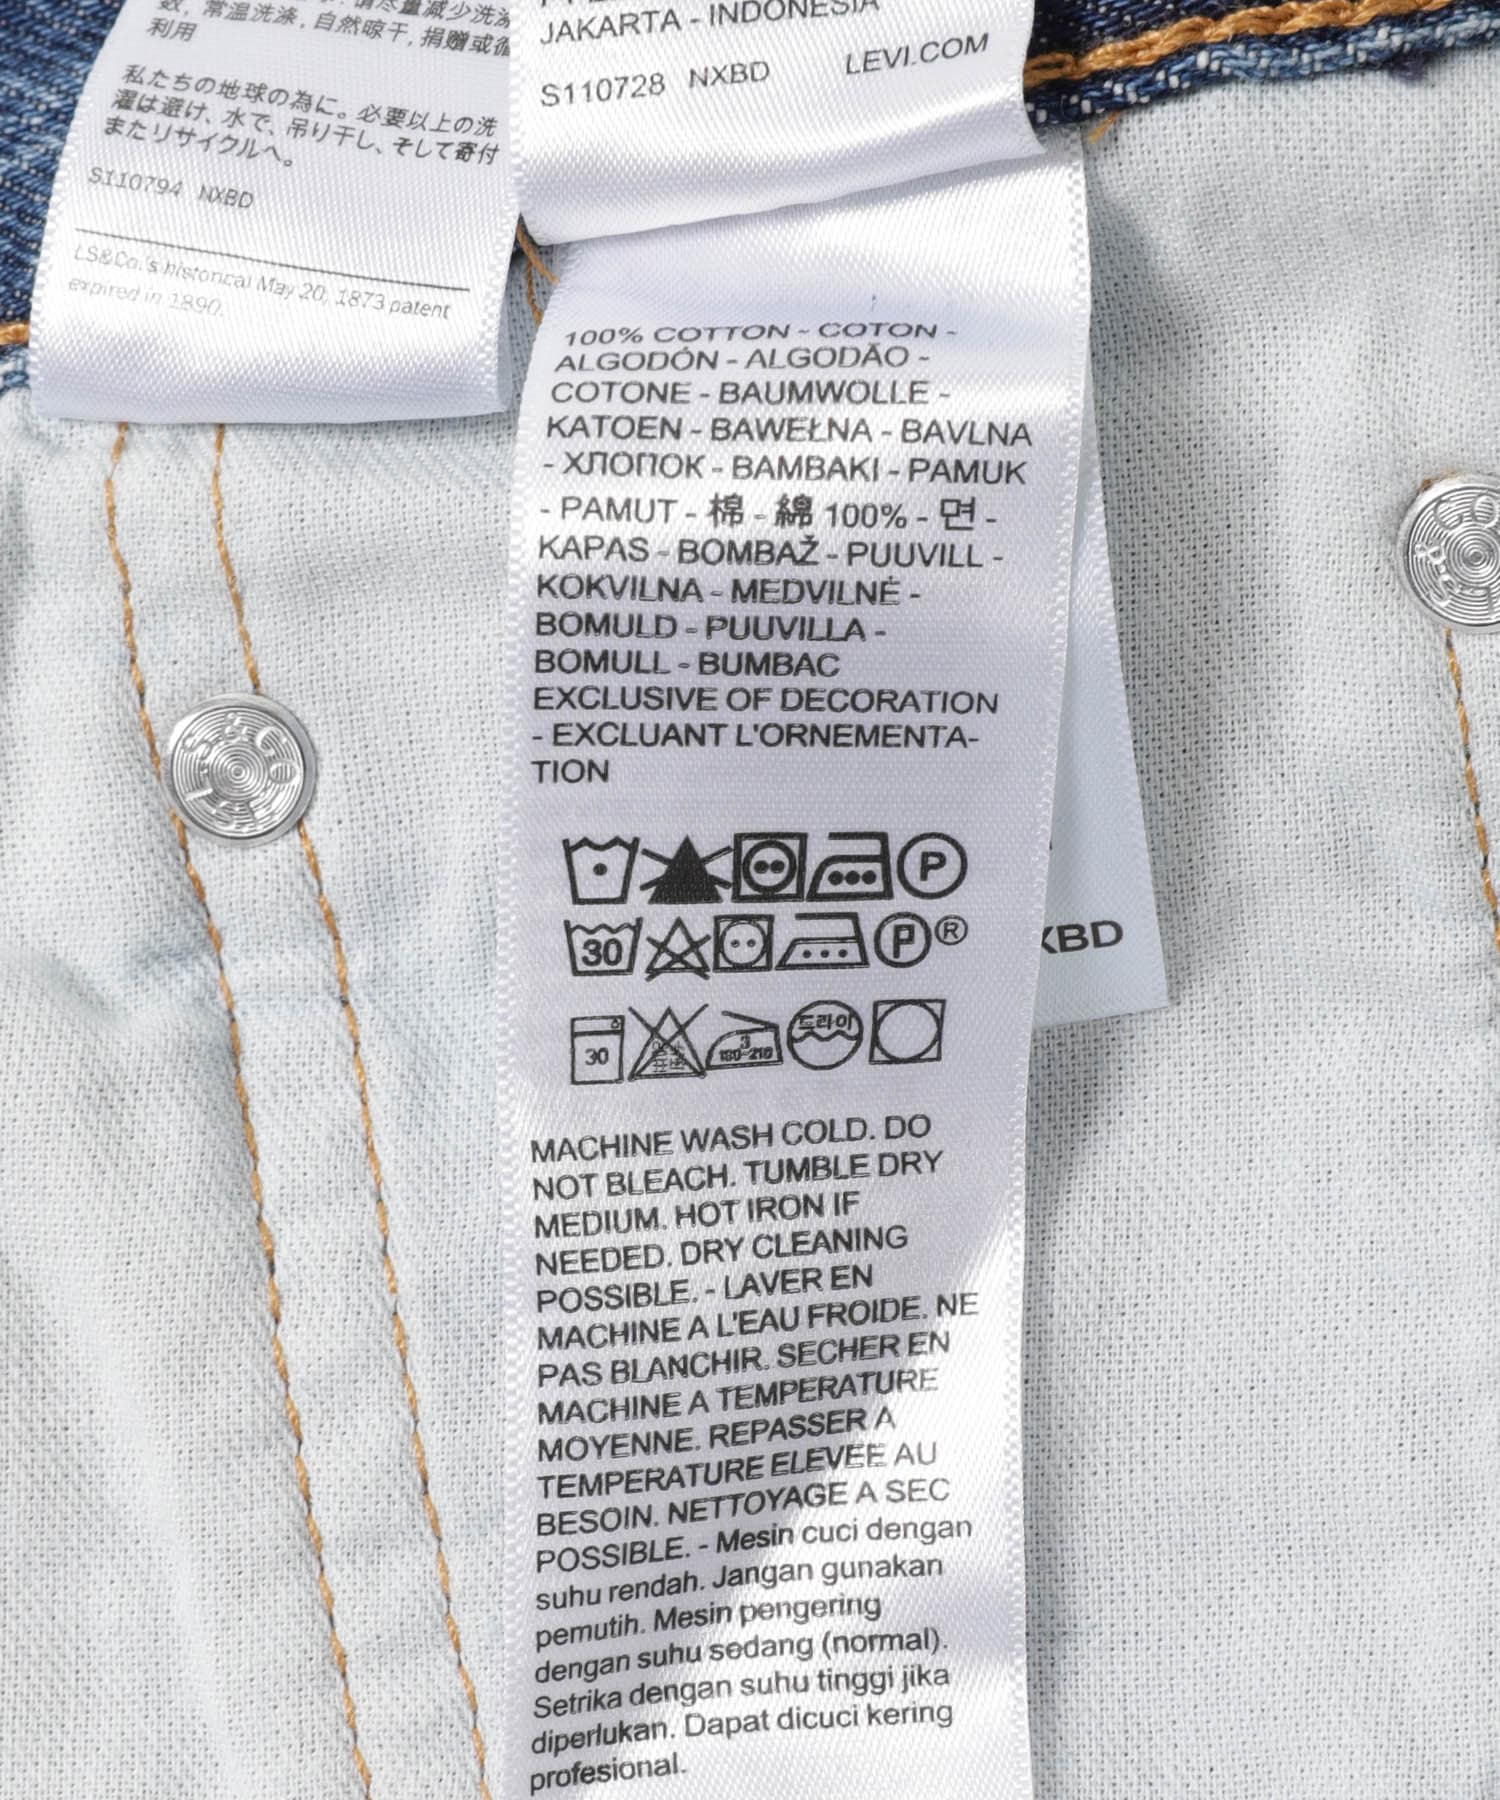 数，常温洗涤，自然晾干，捐赠或循
利用
私たちの地球の為に。必要以上の洗
濯は避け、水で、吊り干し、そして寄付
またリサイクルへ。
S110794 NXBD
LS&Co.'s historical May 20, 1873 patent
expired in 1890.
JAKARTA - INDONESIA
S110728 NXBD LEVI.COM
100% COTTON - COTON -
ALGODÓN - ALGODÃO -
COTONE - BAUMWOLLE -
KATOEN - BAWEŁNA - BAVLNA
- ХЛОПОК - BAMBAKI - PAMUK
- PAMUT - 棉 - 綿 100% - 면 -
KAPAS - BOMBAŽ - PUUVILL -
KOKVILNA - MEDVILNĖ -
BOMULD - PUUVILLA -
BOMULL - BUMBAC
EXCLUSIVE OF DECORATION
- EXCLUANT L'ORNEMENTA-
TION
P
30 P ®
30 3 180~210 드라이
MACHINE WASH COLD. DO
NOT BLEACH. TUMBLE DRY
MEDIUM. HOT IRON IF
NEEDED. DRY CLEANING
POSSIBLE. - LAVER EN
MACHINE A L'EAU FROIDE. NE
PAS BLANCHIR. SECHER EN
MACHINE A TEMPERATURE
MOYENNE. REPASSER A
TEMPERATURE ELEVEE AU
BESOIN. NETTOYAGE A SEC
POSSIBLE. - Mesin cuci dengan
suhu rendah. Jangan gunakan
pemutih. Mesin pengering
dengan suhu sedang (normal).
Setrika dengan suhu tinggi jika
diperlukan. Dapat dicuci kering
profesional.
XBD